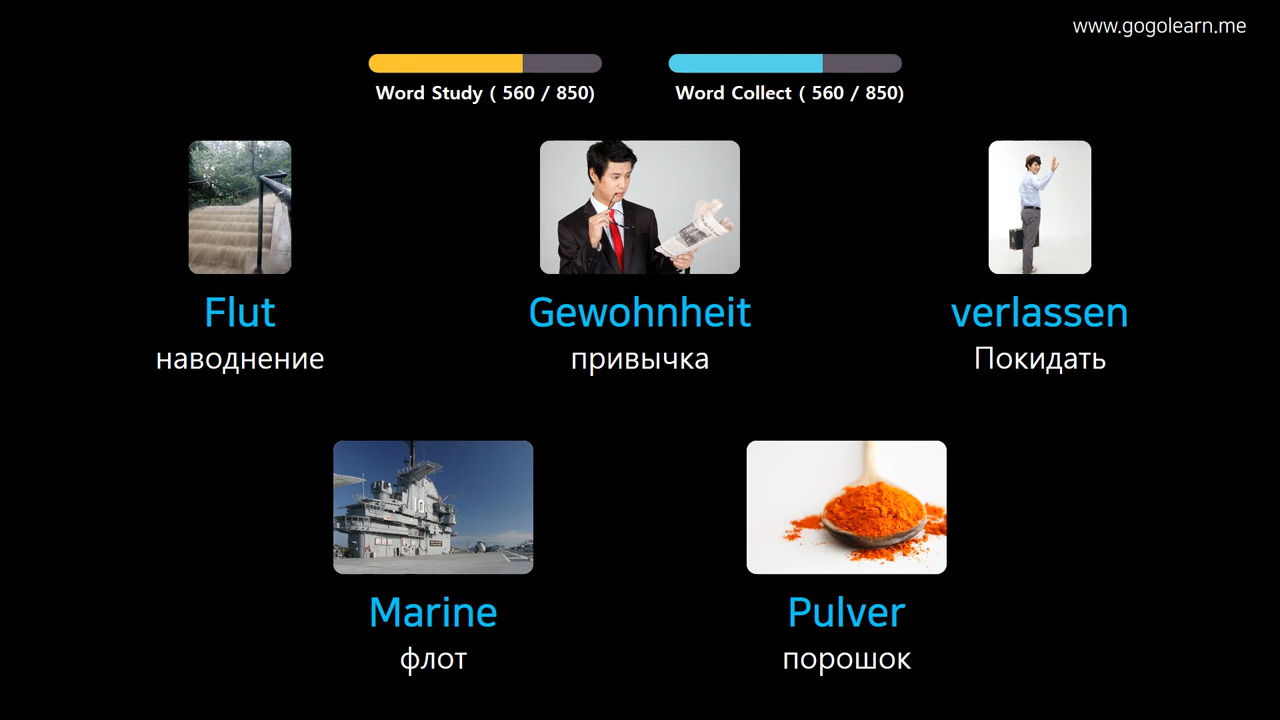 www.gogolearn.me
Word Study ( 560 / 850)
Word Collect ( 560 / 850)
Flut
наводнение
Gewohnheit
привычка
verlassen
Покидать
10
Marine
флот
Pulver
порошок